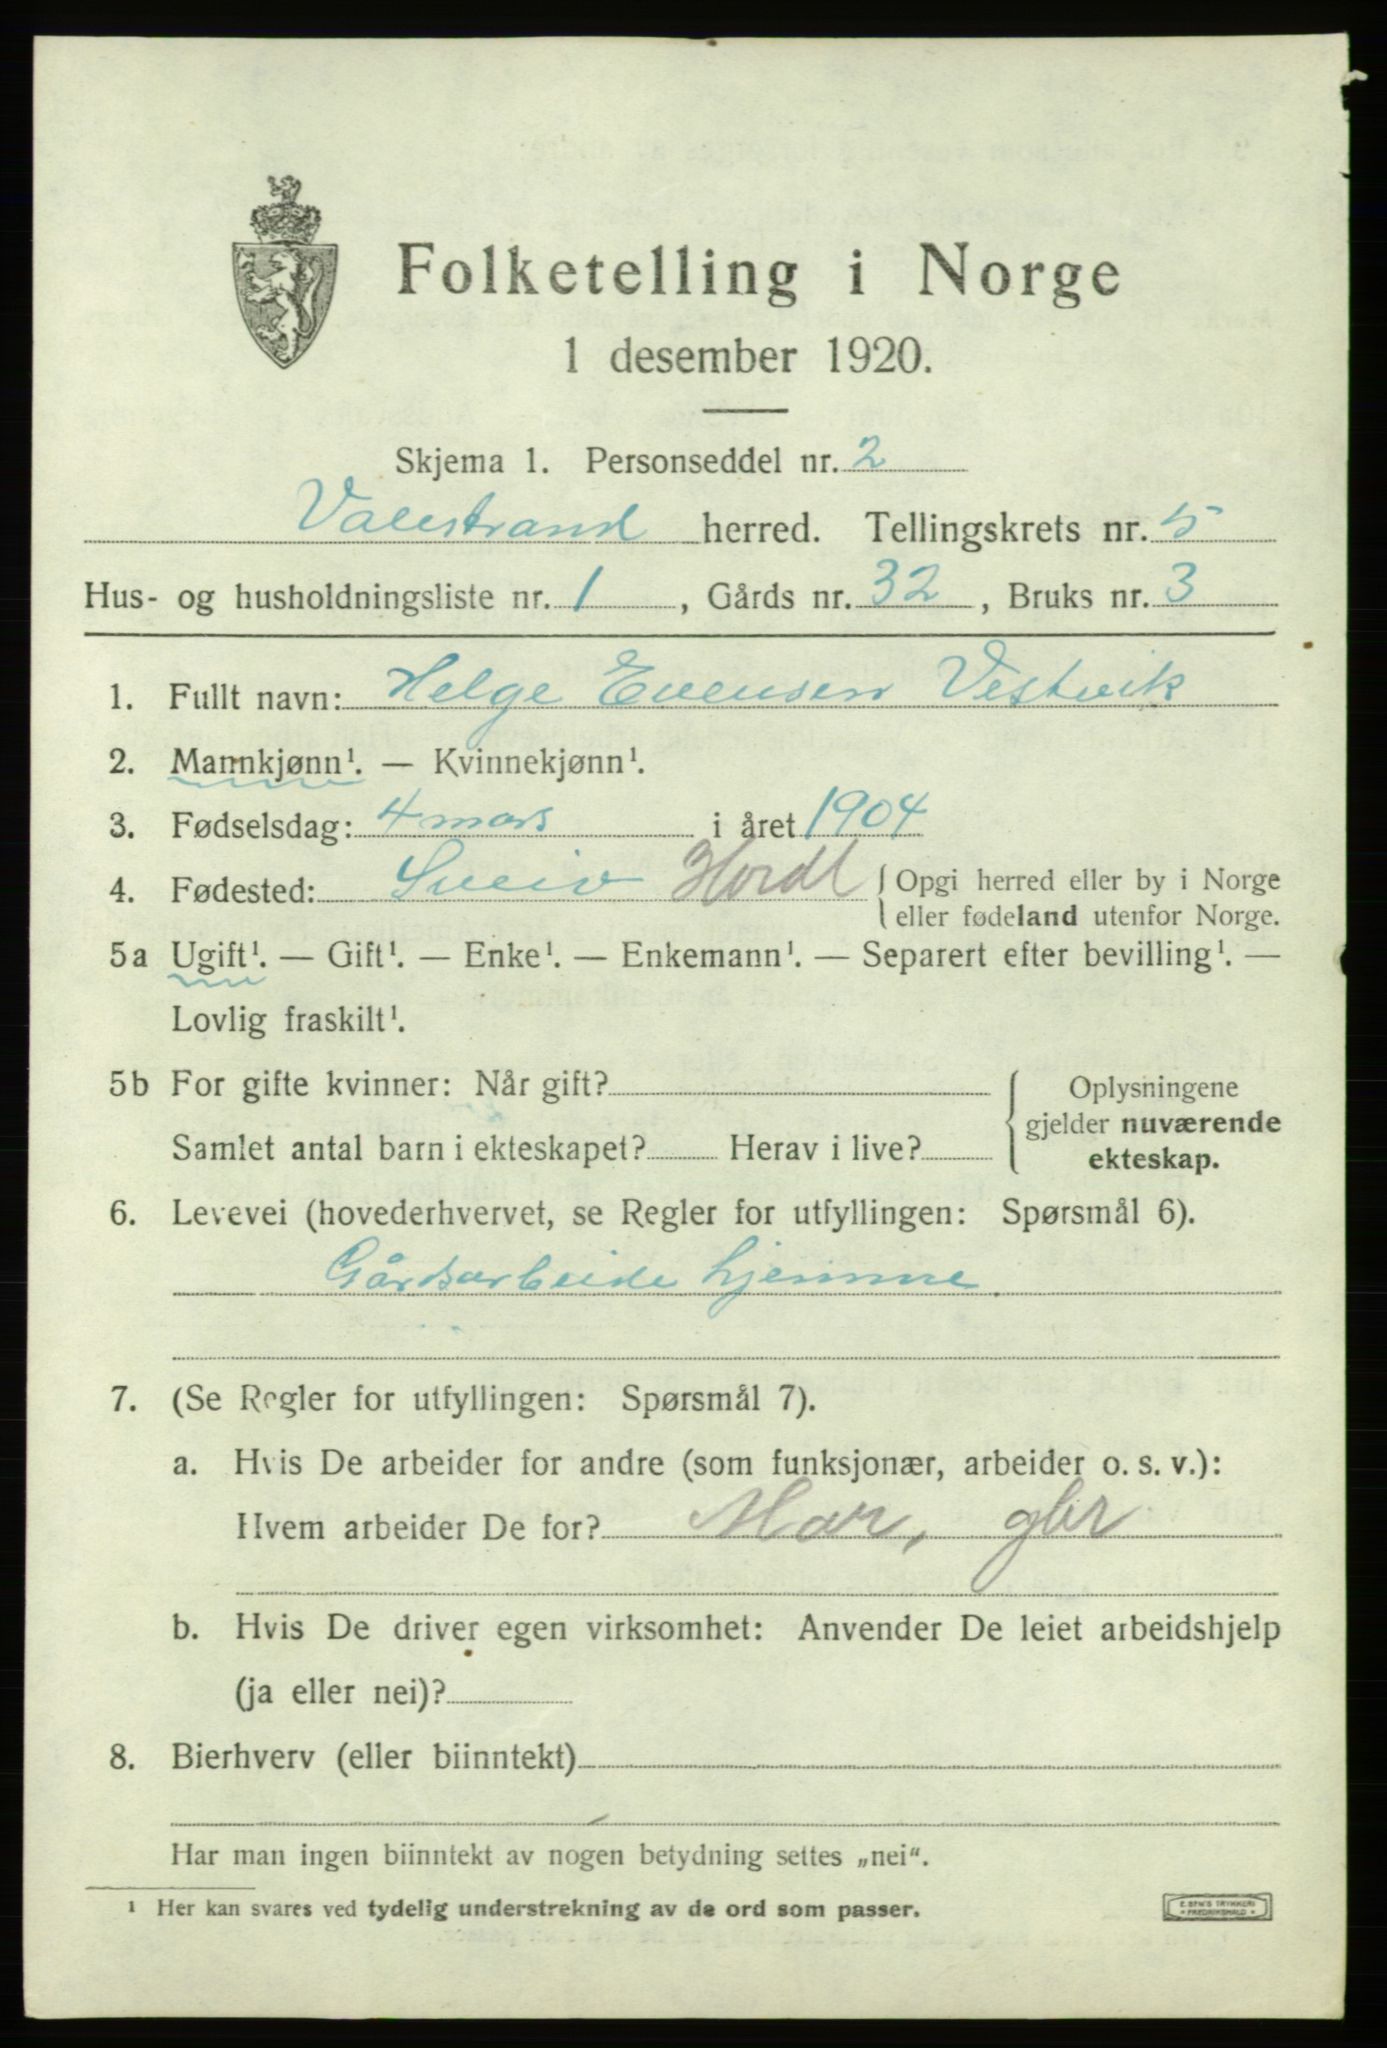 Folketelling i Norge
1 desember 1920.
Skjema 1. Personseddel nr. 2
Valestrand herred. Tellingskrets nr. 5
Hus- og husholdningsliste nr. 1, Gårds nr. 32, Bruks nr. 3
1. Fullt navn: Helge Evensen Vestvik
2. Mannkjønn¹. — Kvinnekjønn¹.
3. Fødselsdag: 4 mars i året 1904
4. Fødested: Sveio Hordl { Opgi herred eller by i Norge
eller fødeland utenfor Norge.
5a Ugift¹. — Gift¹. — Enke¹. — Enkemann¹. — Separert efter bevilling¹. —
Lovlig fraskilt¹.
5b For gifte kvinner: Når gift?
Samlet antal barn i ekteskapet? Herav i live?
Oplysningene
gjelder nuværende
ekteskap.
6. Levevei (hovederhvervet, se Regler for utfyllingen: Spørsmål 6).
Gårdsarbeide hjemme
7. (Se Regler for utfyllingen: Spørsmål 7).
a. Hvis De arbeider for andre (som funksjonær, arbeider o. s. v.):
Hvem arbeider De for? Mor, gbr
b. Hvis De driver egen virksomhet: Anvender De leiet arbeidshjelp
(ja eller nei)?
8. Bierhverv (eller biinntekt)
Har man ingen biinntekt av nogen betydning settes „nei“.
¹ Her kan svares ved tydelig understrekning av de ord som passer.
E. SEM'S TRYKKERI
FREDRIKSHALD